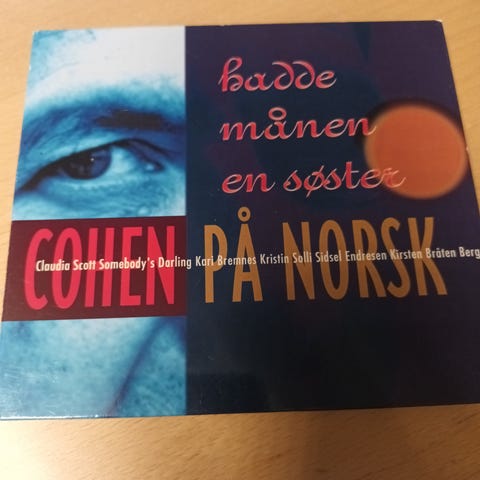 hadde
månen
en søster
COHEN PÅ NORSK
Claudia Scott Somebody's Darling Kari Bremnes Kristin Solli Sidsel Endresen Kirsten Bråten Berg